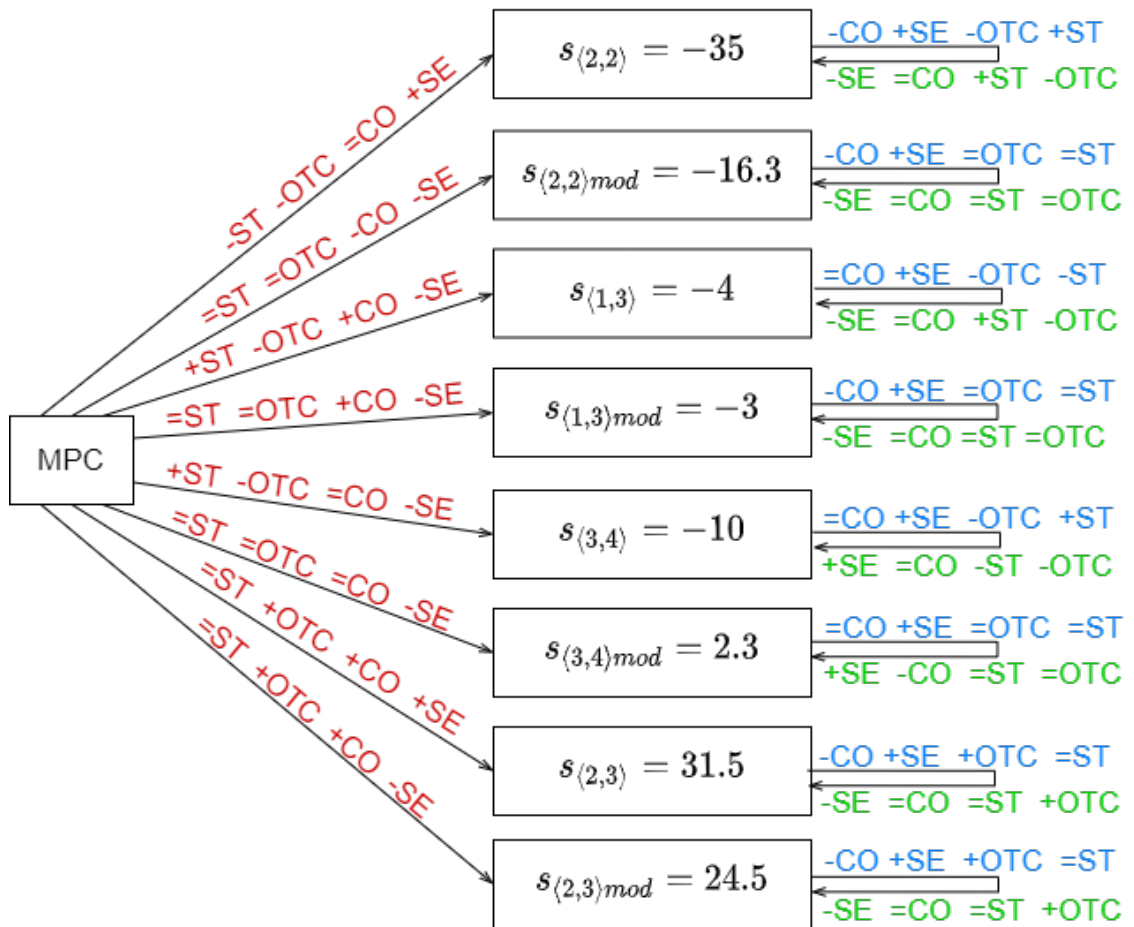 -ST -OTC =CO +SE
s⟨2,2⟩ = −35
-CO +SE -OTC +ST
-SE =CO +ST -OTC
=ST =OTC -CO -SE
s⟨2,2⟩mod = −16.3
-CO +SE =OTC =ST
-SE =CO =ST =OTC
+ST -OTC +CO -SE
s⟨1,3⟩ = −4
=CO +SE -OTC -ST
-SE =CO +ST -OTC
=ST =OTC +CO -SE
s⟨1,3⟩mod = −3
-CO +SE =OTC =ST
-SE =CO =ST =OTC
MPC
+ST -OTC =CO -SE
s⟨3,4⟩ = −10
=CO +SE -OTC +ST
+SE =CO -ST -OTC
=ST =OTC =CO -SE
s⟨3,4⟩mod = 2.3
=CO +SE =OTC =ST
+SE -CO =ST =OTC
=ST +OTC +CO +SE
s⟨2,3⟩ = 31.5
-CO +SE +OTC =ST
-SE =CO =ST +OTC
=ST +OTC +CO -SE
s⟨2,3⟩mod = 24.5
-CO +SE +OTC =ST
-SE =CO =ST +OTC